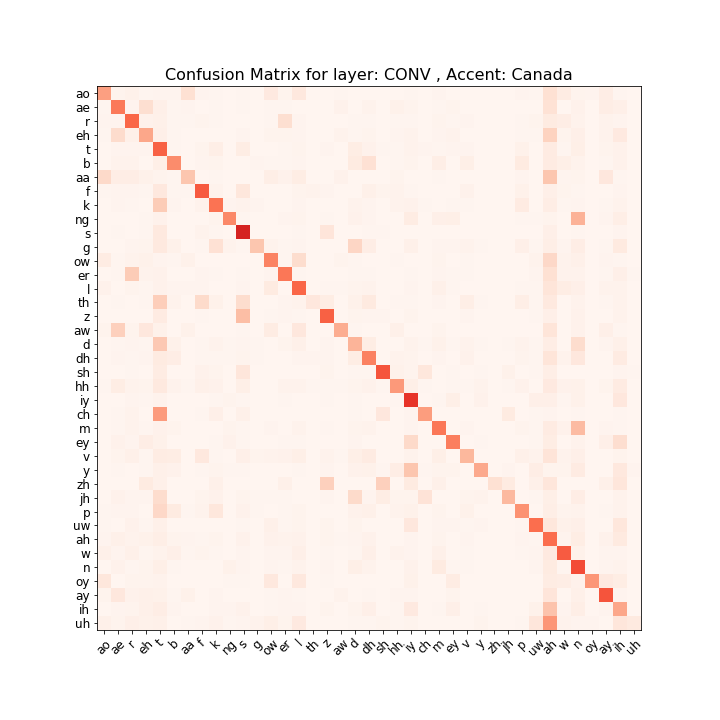 Confusion Matrix for layer: CONV , Accent: Canada
ao
ae
r
eh
t
b
aa
f
k
ng
s
g
ow
er
l
th
z
aw
d
dh
sh
hh
iy
ch
m
ey
v
y
zh
jh
p
uw
ah
w
n
oy
ay
ih
uh
ao ae r eh t b aa f k ng s g ow er l th z aw d dh sh hh iy ch m ey v y zh jh p uw ah w n oy ay ih uh